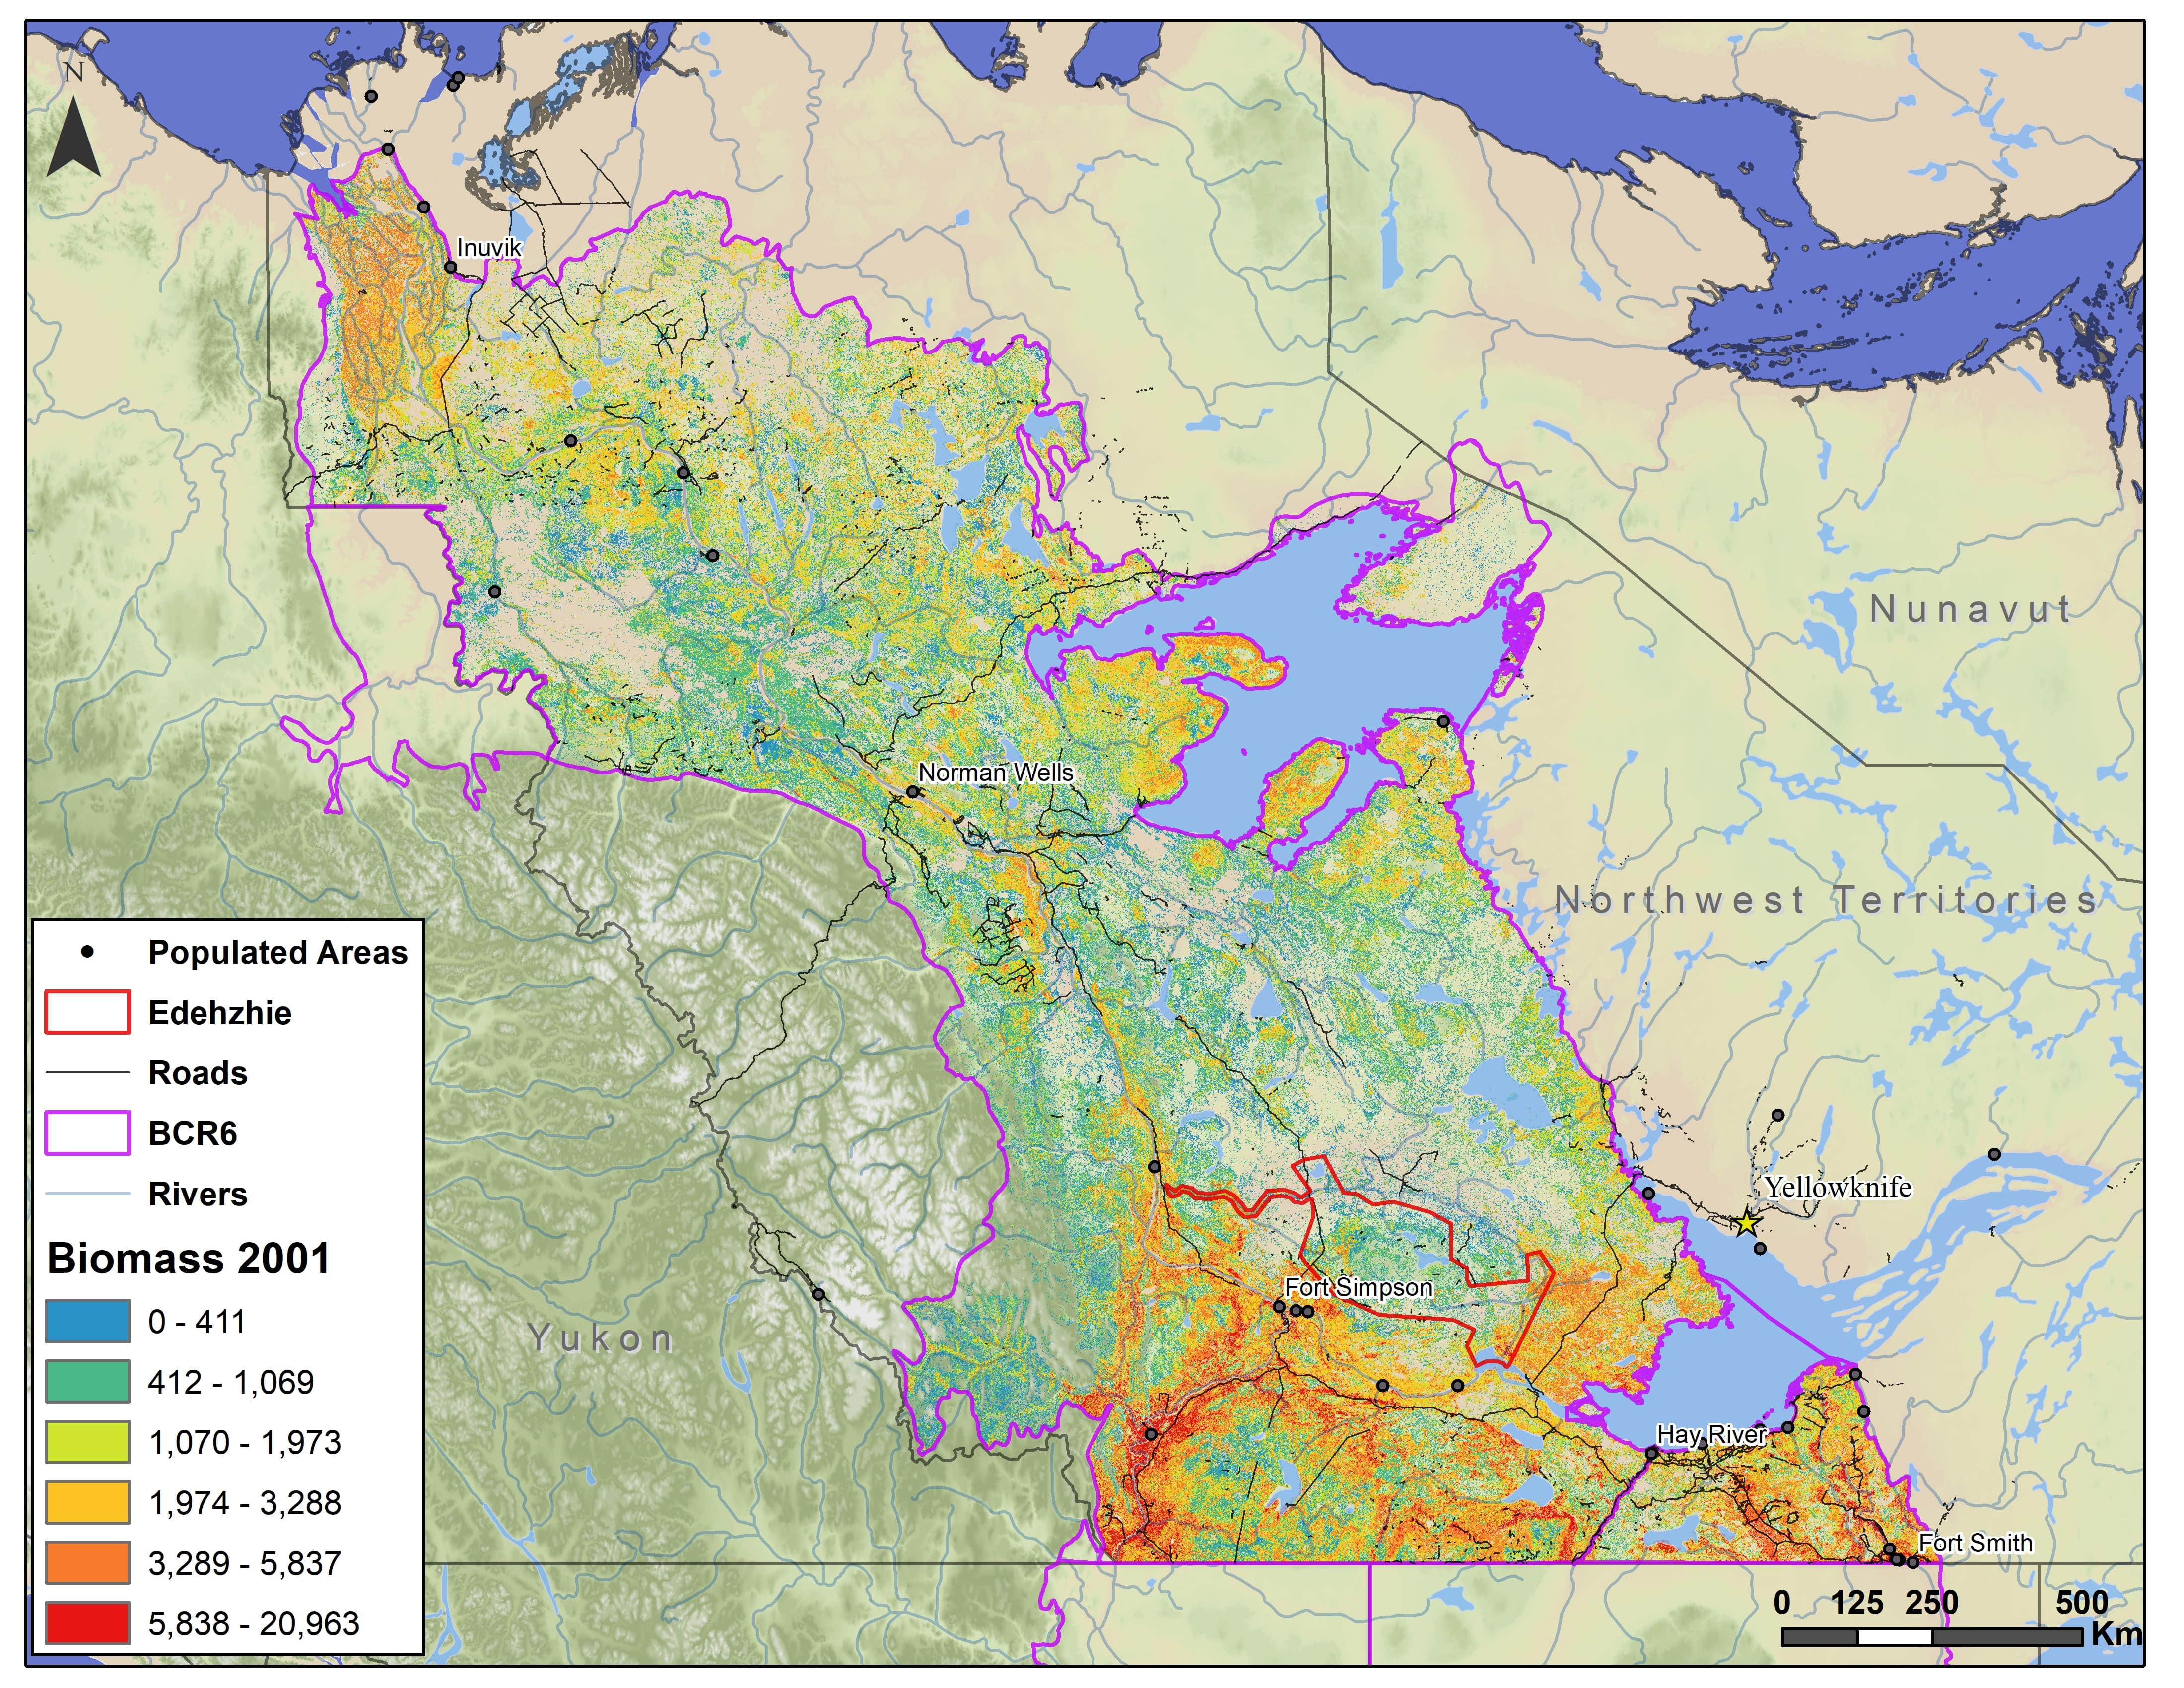 N
Inuvik
Nunavut
Norman Wells
Northwest Territories
Yellowknife
Fort Simpson
Yukon
Hay River
Fort Smith
Populated Areas
Edehzhie
Roads
BCR6
Rivers
Biomass 2001
0 - 411
412 - 1,069
1,070 - 1,973
1,974 - 3,288
3,289 - 5,837
5,838 - 20,963
0 125 250 500
Km